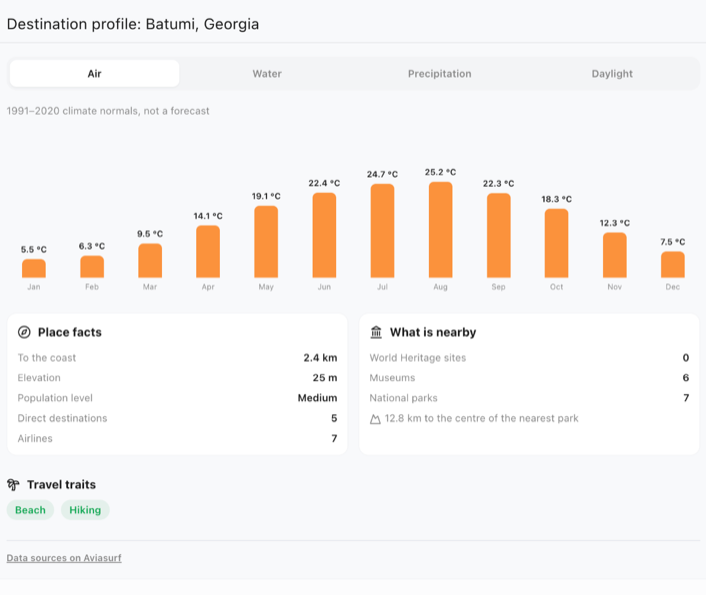 Destination profile: Batumi, Georgia
Air Water Precipitation Daylight
1991–2020 climate normals, not a forecast
5.5 °C 6.3 °C 9.5 °C 14.1 °C 19.1 °C 22.4 °C 24.7 °C 25.2 °C 22.3 °C 18.3 °C 12.3 °C 7.5 °C
Jan Feb Mar Apr May Jun Jul Aug Sep Oct Nov Dec
Place facts
To the coast 2.4 km
Elevation 25 m
Population level Medium
Direct destinations 5
Airlines 7
What is nearby
World Heritage sites 0
Museums 6
National parks 7
12.8 km to the centre of the nearest park
Travel traits
Beach Hiking
Data sources on Aviasurf